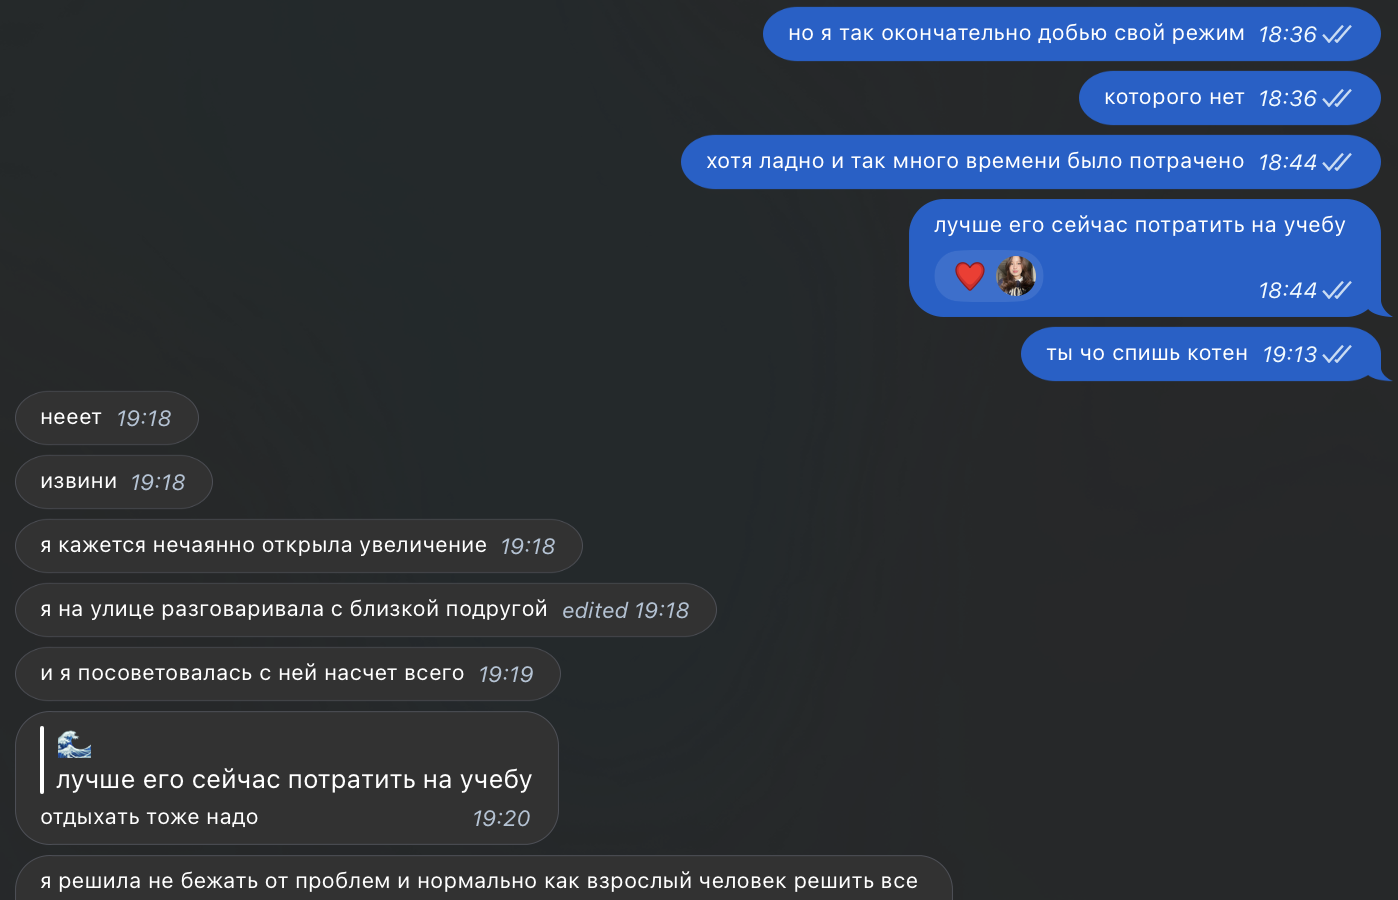 но я так окончательно добью свой режим 18:36
которого нет 18:36
хотя ладно и так много времени было потрачено 18:44
лучше его сейчас потратить на учебу
18:44
ты чо спишь котен 19:13
нееет 19:18
извини 19:18
я кажется нечаянно открыла увеличение 19:18
я на улице разговаривала с близкой подругой edited 19:18
и я посоветовалась с ней насчет всего 19:19
лучше его сейчас потратить на учебу
отдыхать тоже надо 19:20
я решила не бежать от проблем и нормально как взрослый человек решить все